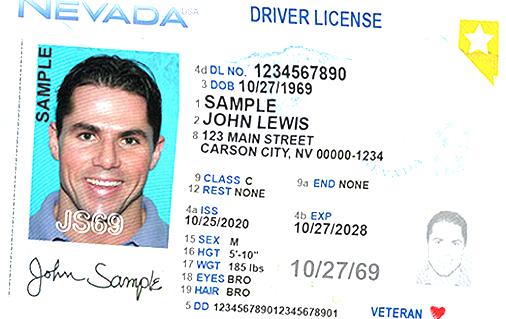 NEVADA USA
DRIVER LICENSE
SAMPLE
4d DL NO. 1234567890
3 DOB 10/27/1969
1 SAMPLE
2 JOHN LEWIS
8 123 MAIN STREET
CARSON CITY, NV 00000-1234
9 CLASS C 9a END NONE
12 REST NONE
4a ISS 4b EXP
10/25/2020 10/27/2028
15 SEX M
16 HGT 5'-10"
17 WGT 185 lbs 10/27/69
18 EYES BRO
19 HAIR BRO
JS69
John Sample
5 DD 123456789012345678901
VETERAN